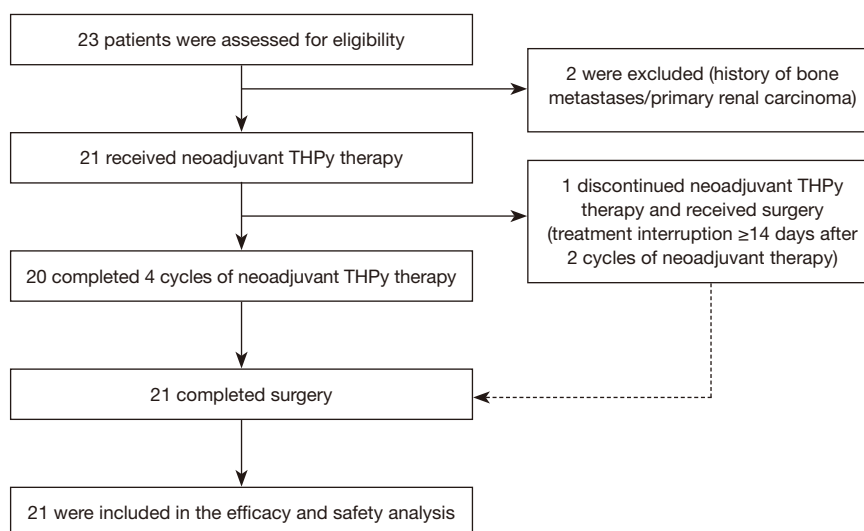 23 patients were assessed for eligibility
2 were excluded (history of bone
metastases/primary renal carcinoma)
21 received neoadjuvant THPy therapy
1 discontinued neoadjuvant THPy
therapy and received surgery
(treatment interruption ≥14 days after
2 cycles of neoadjuvant therapy)
20 completed 4 cycles of neoadjuvant THPy therapy
21 completed surgery
21 were included in the efficacy and safety analysis